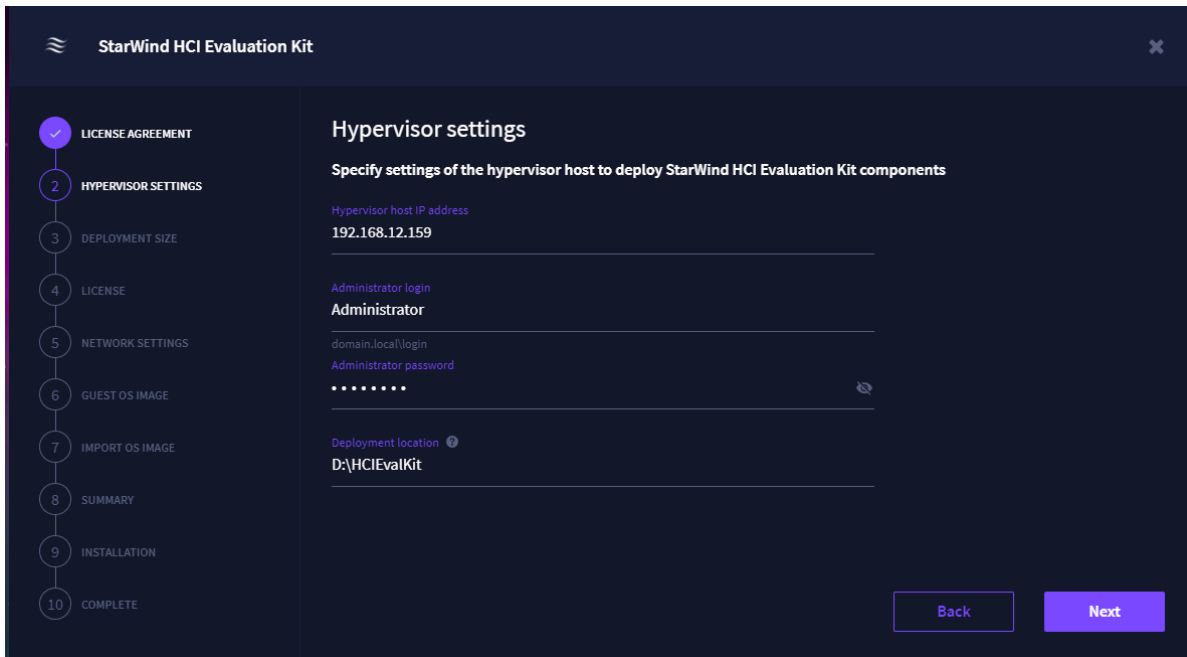 StarWind HCI Evaluation Kit
LICENSE AGREEMENT
2 HYPERVISOR SETTINGS
3 DEPLOYMENT SIZE
4 LICENSE
5 NETWORK SETTINGS
6 GUEST OS IMAGE
7 IMPORT OS IMAGE
8 SUMMARY
9 INSTALLATION
10 COMPLETE
Hypervisor settings
Specify settings of the hypervisor host to deploy StarWind HCI Evaluation Kit components
Hypervisor host IP address
192.168.12.159
Administrator login
Administrator
domain.local\login
Administrator password
••••••••
Deployment location ?
D:\HCIEvalKit
Back Next